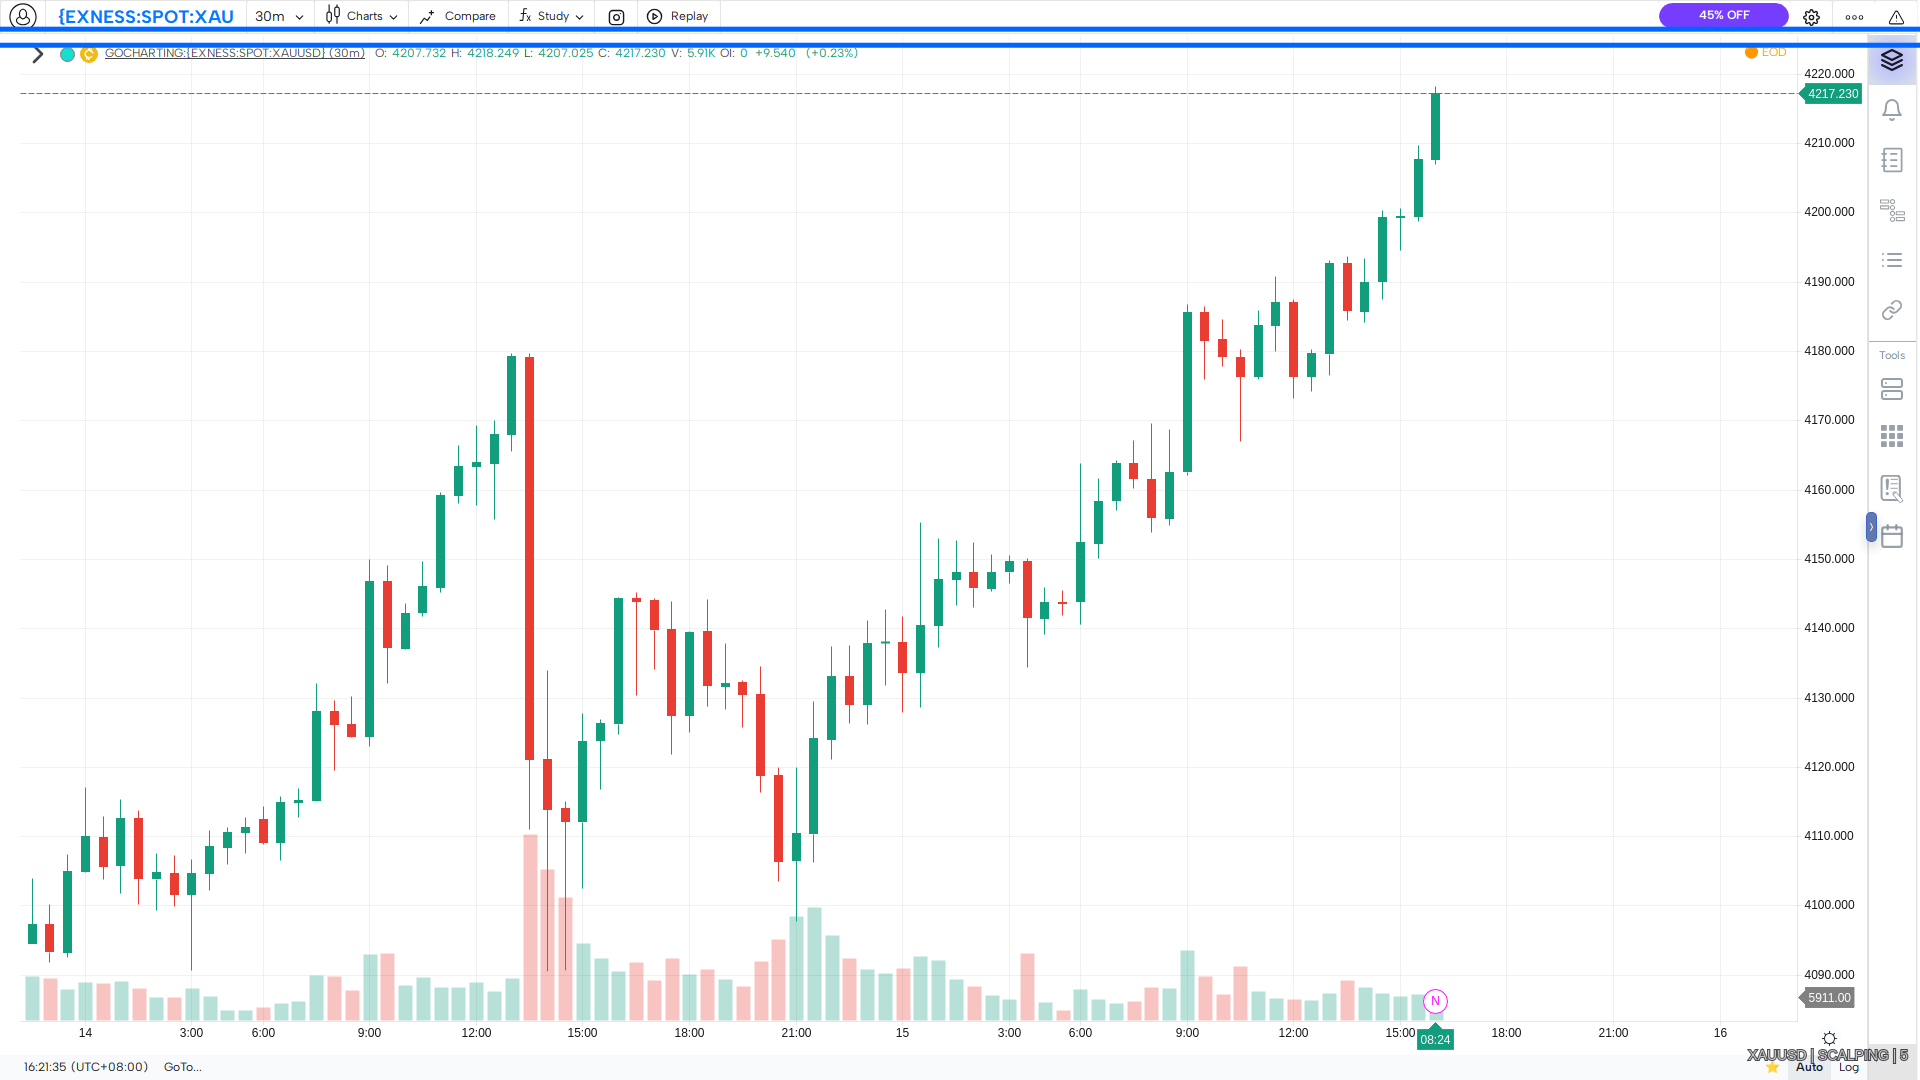 {EXNESS:SPOT:XAU 30m Charts Compare fx Study Replay 45% OFF
GOCHARTING:{EXNESS:SPOT:XAUUSD} (30m) O: 4207.732 H: 4218.249 L: 4207.025 C: 4217.230 V: 5.91K OI: 0 +9.540 (+0.23%)
EOD
4220.000
4217.230
4210.000
4200.000
4190.000
4180.000
Tools
4170.000
4160.000
4150.000
4140.000
4130.000
4120.000
4110.000
4100.000
4090.000
5911.00
N
14 3:00 6:00 9:00 12:00 15:00 18:00 21:00 15 3:00 6:00 9:00 12:00 15:00 18:00 21:00 16
08:24
XAUUSD | SCALPING | 5
16:21:35 (UTC+08:00) GoTo... Auto Log